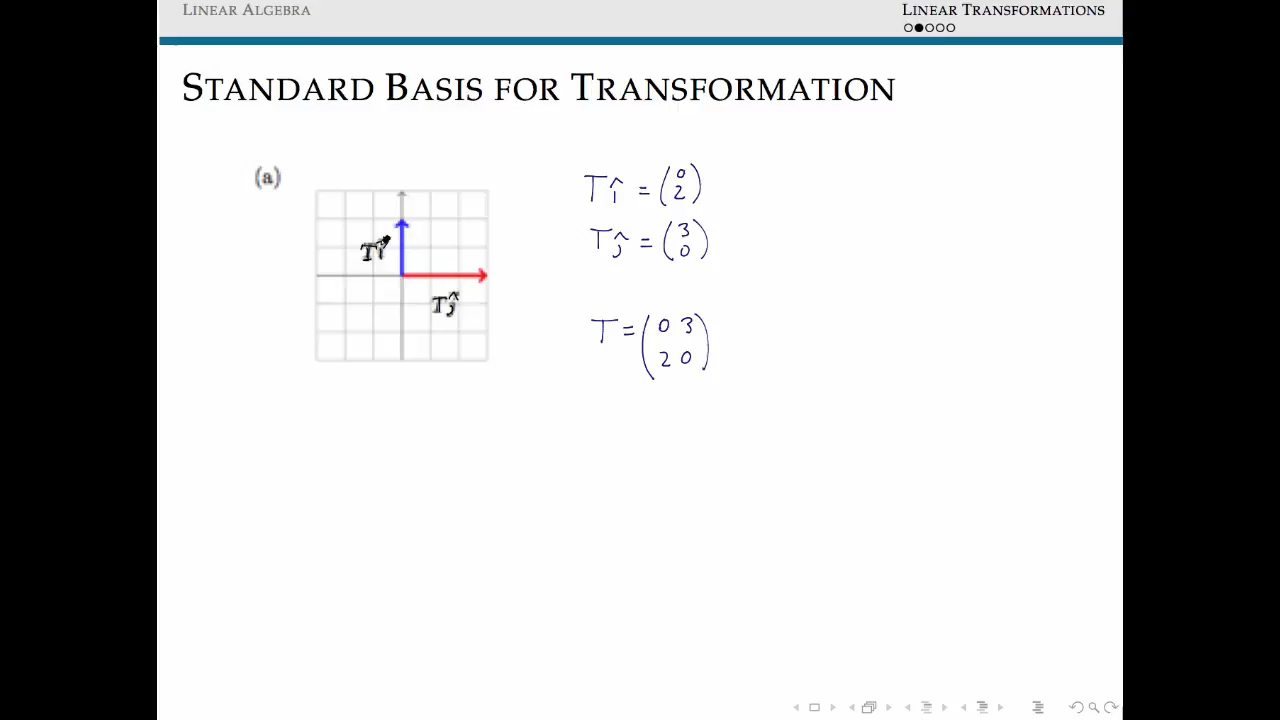 LINEAR ALGEBRA
LINEAR TRANSFORMATIONS
STANDARD BASIS FOR TRANSFORMATION
(a)
Tî
Tĵ
Tî = (0
2)
Tĵ = (3
0)
T = (0 3
2 0)